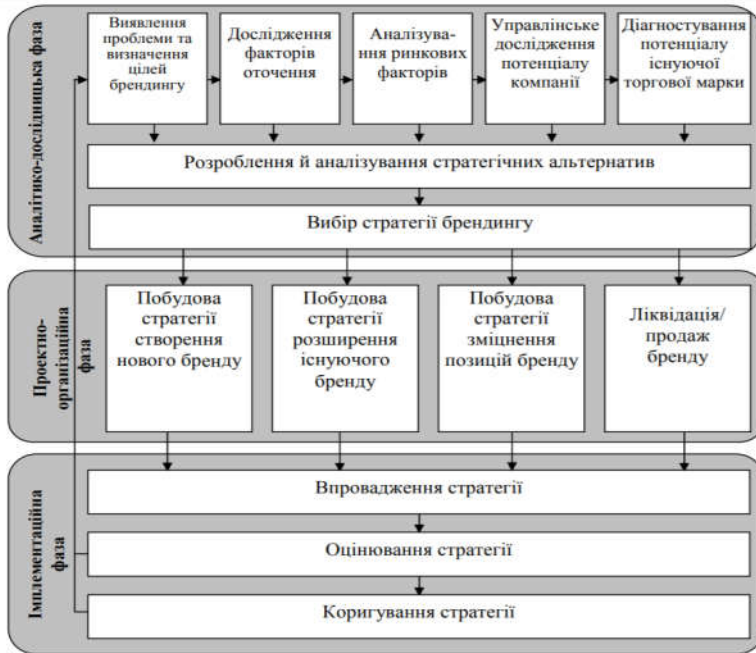 Аналітико-дослідницька фаза
Виявлення
проблеми та
визначення
цілей
брендингу
Дослідження
факторів
оточення
Аналізува-
ння ринкових
факторів
Управлінське
дослідження
потенціалу
компанії
Діагностування
потенціалу
існуючої
торгової марки
Розроблення й аналізування стратегічних альтернатив
Вибір стратегії брендингу
Проектно-
організаційна
фаза
Побудова
стратегії
створення
нового бренду
Побудова
стратегії
розширення
існуючого
бренду
Побудова
стратегії
зміцнення
позицій бренду
Ліквідація/
продаж
бренду
Імплементаційна
фаза
Впровадження стратегії
Оцінювання стратегії
Коригування стратегії